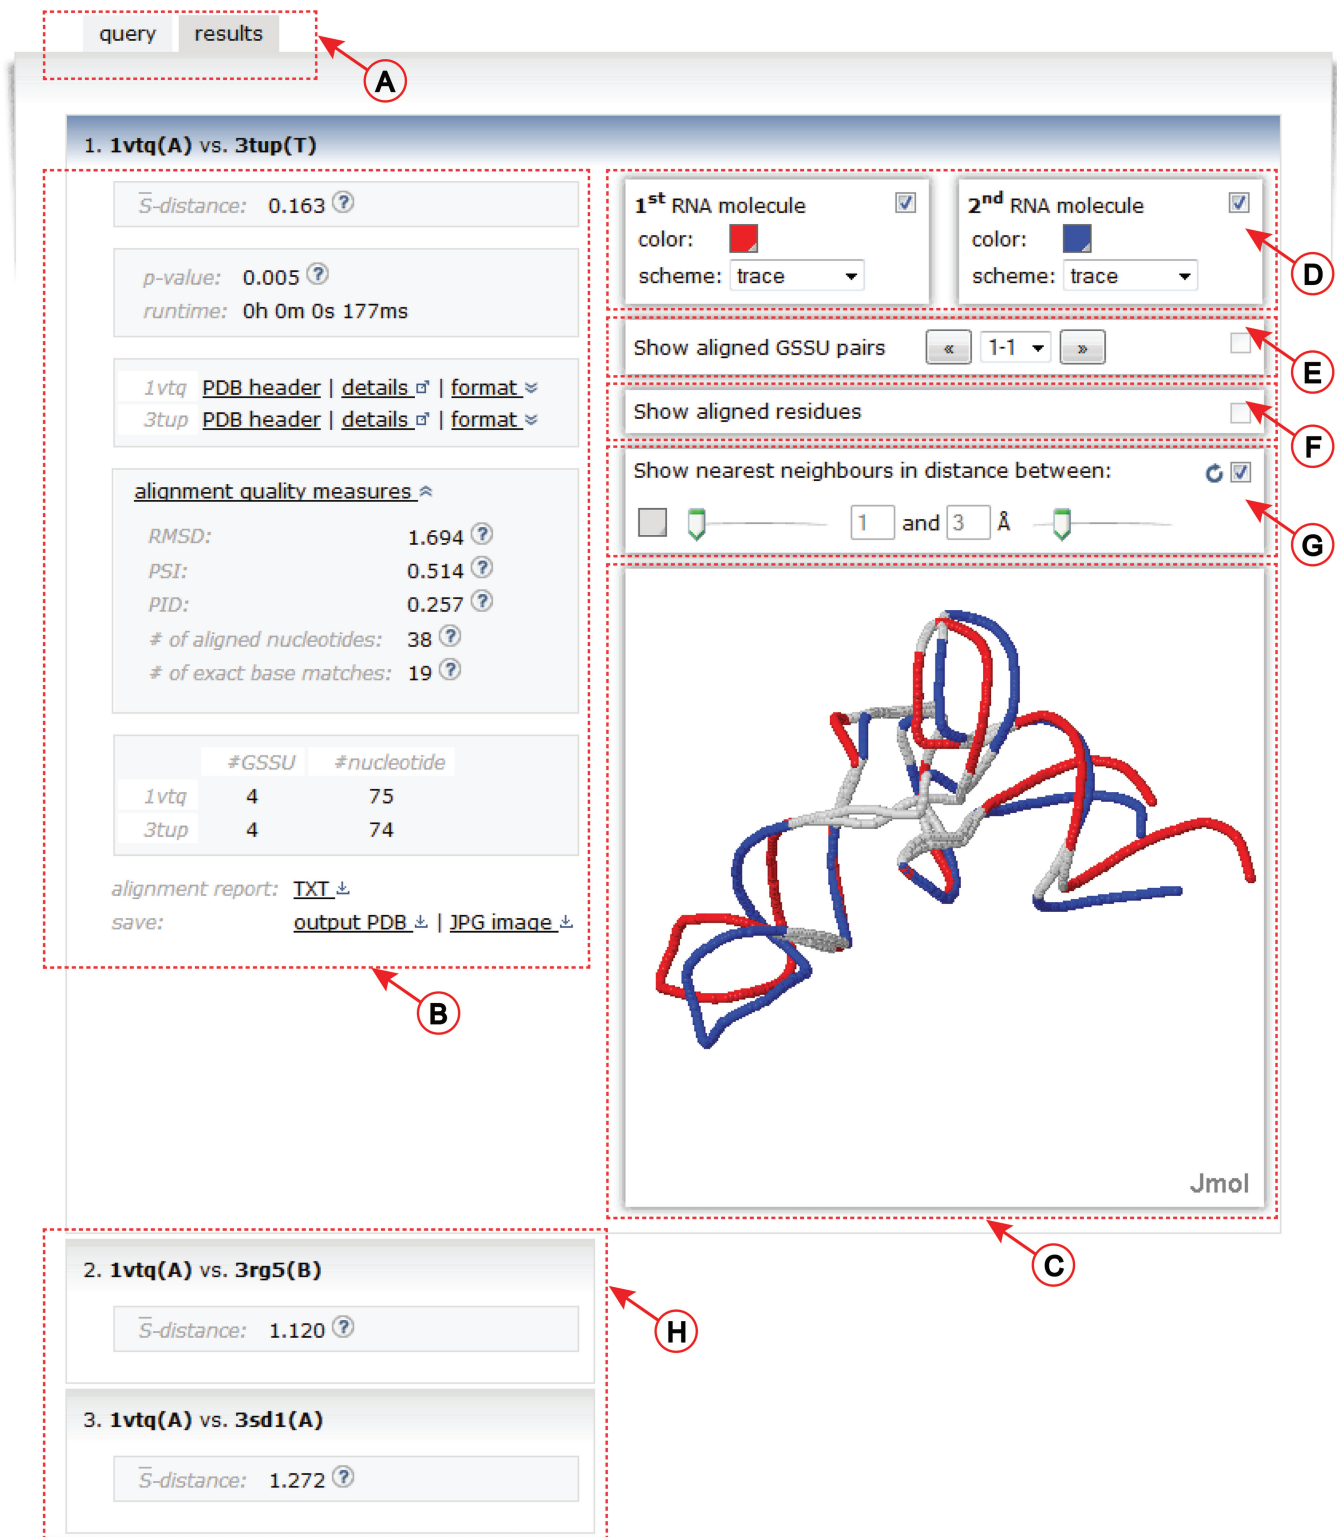 query results
A
1. 1vtq(A) vs. 3tup(T)
S-distance: 0.163 ?
p-value: 0.005 ?
runtime: 0h 0m 0s 177ms
1vtq PDB header | details | format
3tup PDB header | details | format
alignment quality measures
RMSD: 1.694 ?
PSI: 0.514 ?
PID: 0.257 ?
# of aligned nucleotides: 38 ?
# of exact base matches: 19 ?
#GSSU #nucleotide
1vtq 4 75
3tup 4 74
alignment report: TXT
save: output PDB | JPG image
B
1st RNA molecule
color:
scheme: trace
2nd RNA molecule
color:
scheme: trace
D
Show aligned GSSU pairs « 1-1 »
E
Show aligned residues
F
Show nearest neighbours in distance between:
1 and 3 Å
G
Jmol
C
2. 1vtq(A) vs. 3rg5(B)
S-distance: 1.120 ?
H
3. 1vtq(A) vs. 3sd1(A)
S-distance: 1.272 ?